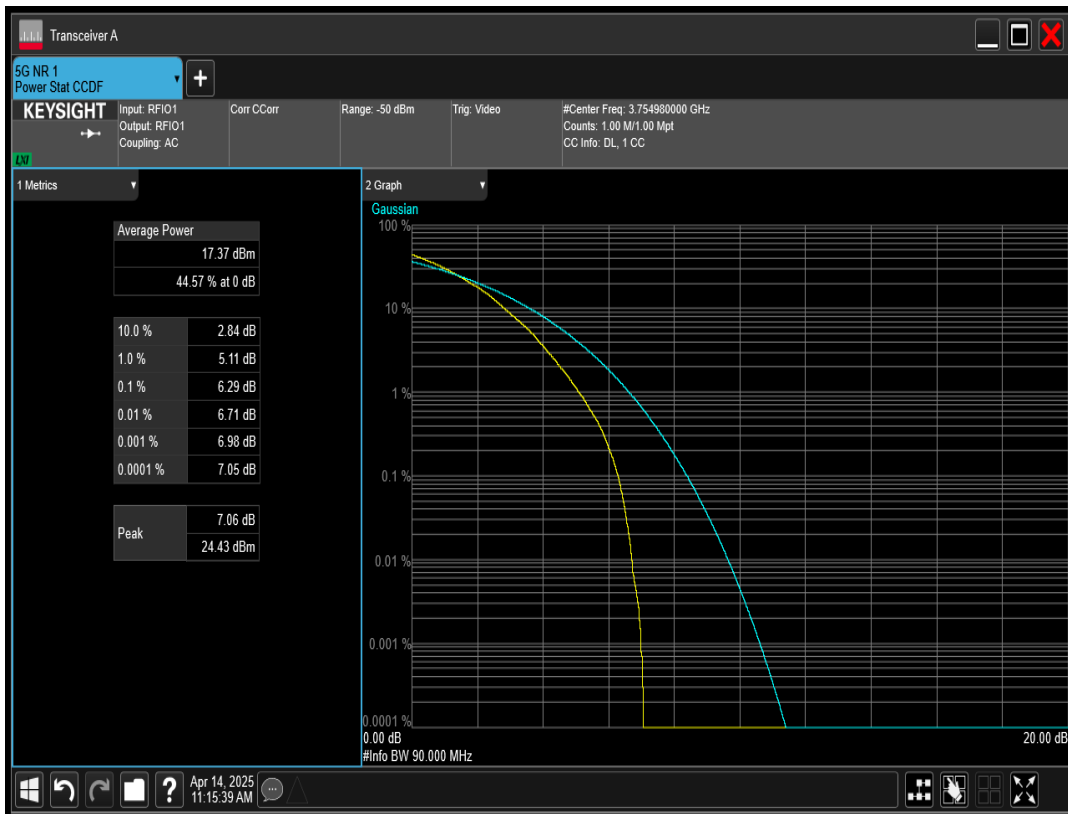 Transceiver A
5G NR 1
Power Stat CCDF
+
KEYSIGHT
LXI
Input: RFIO1
Output: RFIO1
Coupling: AC
Corr CCorr
Range: -50 dBm
Trig: Video
#Center Freq: 3.754980000 GHz
Counts: 1.00 M/1.00 Mpt
CC Info: DL, 1 CC
1 Metrics
Average Power
17.37 dBm
44.57 % at 0 dB
10.0 % 2.84 dB
1.0 % 5.11 dB
0.1 % 6.29 dB
0.01 % 6.71 dB
0.001 % 6.98 dB
0.0001 % 7.05 dB
Peak
7.06 dB
24.43 dBm
2 Graph
Gaussian
100 %
10 %
1 %
0.1 %
0.01 %
0.001 %
0.0001 %
0.00 dB
20.00 dB
#Info BW 90.000 MHz
?
Apr 14, 2025
11:15:39 AM